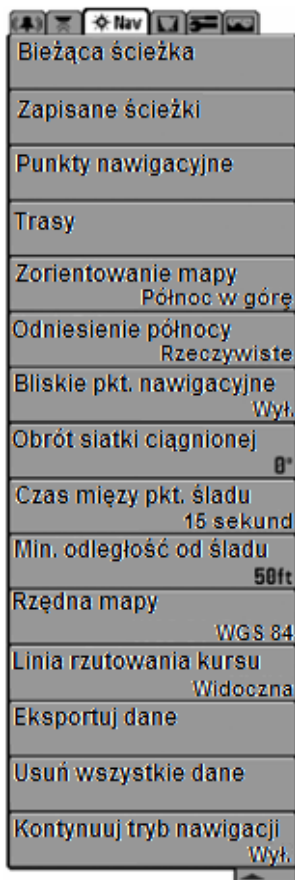 Nav
Bieżąca ścieżka
Zapisane ścieżki
Punkty nawigacyjne
Trasy
Zorientowanie mapy
Północ w górę
Odniesienie północy
Rzeczywiste
Bliskie pkt. nawigacyjne
Wył.
Obrót siatki ciągnionej
0°
Czas mięzy pkt. śladu
15 sekund
Min. odległość od śladu
50ft
Rzędna mapy
WGS 84
Linia rzutowania kursu
Widoczna
Eksportuj dane
Usuń wszystkie dane
Kontynuuj tryb nawigacji
Wył.